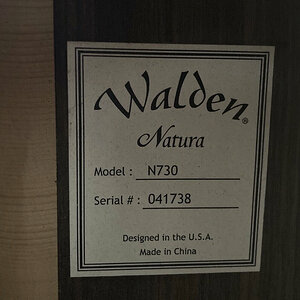 Walden®
Natura
Model : N730
Serial # : 041738
Designed in the U.S.A.
Made in China